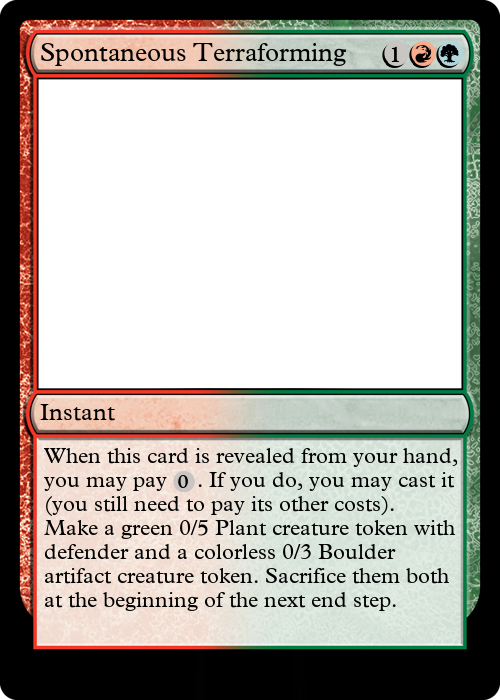 Spontaneous Terraforming 1
Instant
When this card is revealed from your hand,
you may pay 0. If you do, you may cast it
(you still need to pay its other costs).
Make a green 0/5 Plant creature token with
defender and a colorless 0/3 Boulder
artifact creature token. Sacrifice them both
at the beginning of the next end step.